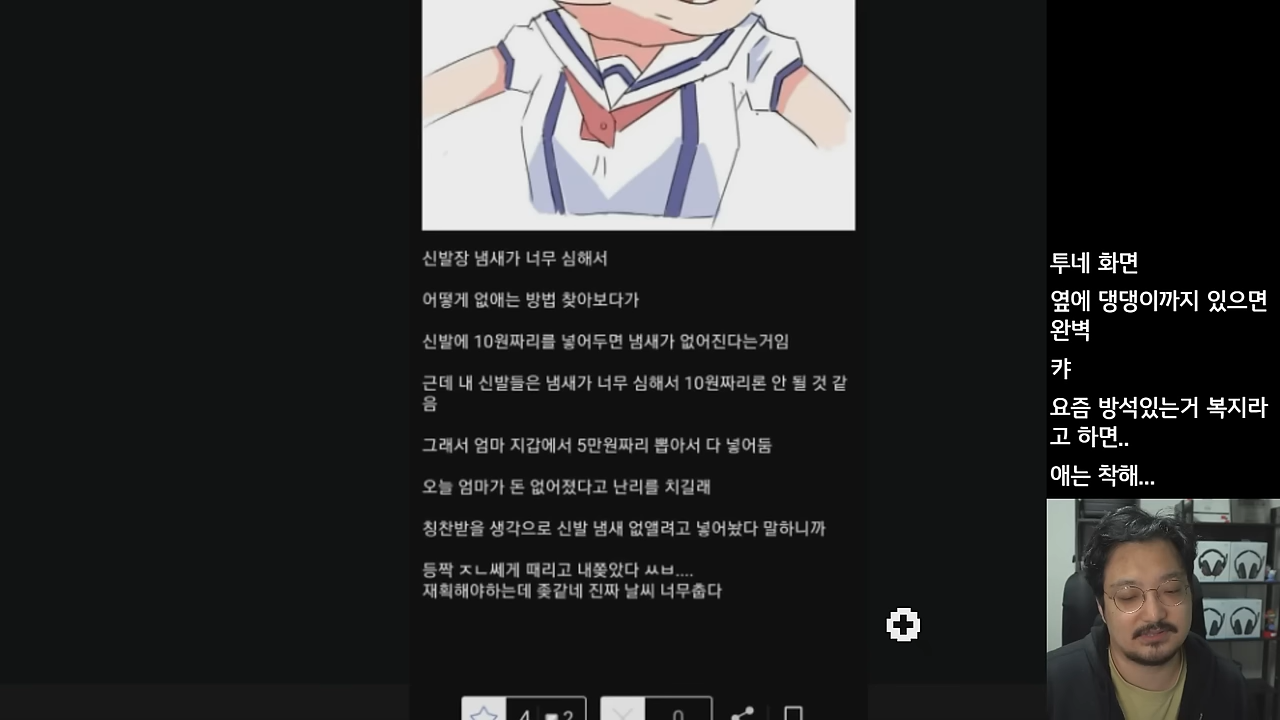 신발장 냄새가 너무 심해서
어떻게 없애는 방법 찾아보다가
신발에 10원짜리를 넣어두면 냄새가 없어진다는거임
근데 내 신발들은 냄새가 너무 심해서 10원짜리론 안 될 것 같
음
그래서 엄마 지갑에서 5만원짜리 뽑아서 다 넣어둠
오늘 엄마가 돈 없어졌다고 난리를 치길래
칭찬받을 생각으로 신발 냄새 없앨려고 넣어놨다 말하니까
등짝 ㅈㄴ쎄게 때리고 내쫒았다 ㅆㅂ....
재획해야하는데 좆같네 진짜 날씨 너무춥다
4 2
0
투네 화면
옆에 댕댕이까지 있으면
완벽
캬
요즘 방석있는거 복지라
고 하면..
애는 착해...